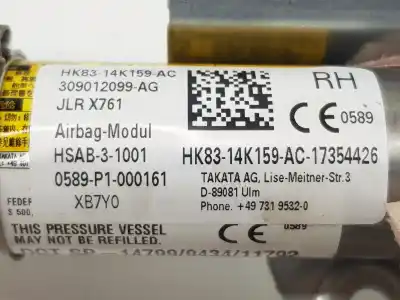 HK83-14K159-AC
309012099-AG
JLR X761
RH
CE 0589
Airbag-Modul
HSAB-3-1001
HK83-14K159-AC-17354426
0589-P1-000161
TAKATA AG, Lise-Meitner-Str.3
D-89081 Ulm
XB7Y0
Phone. +49 731 9532-0
THIS PRESSURE VESSEL
MAY NOT BE REFILLED.
CE 0589